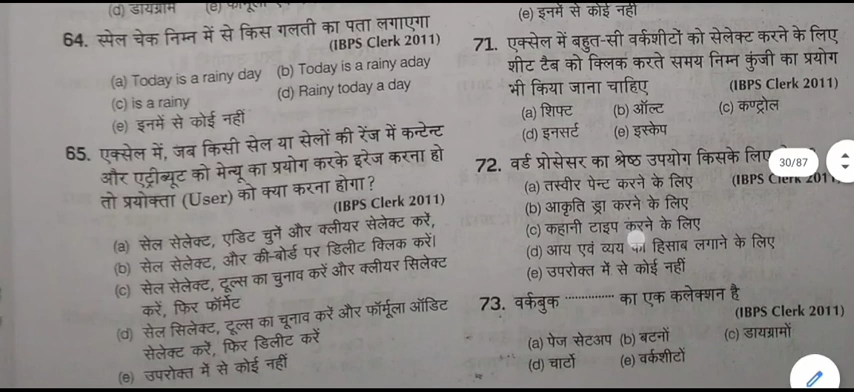 (d) डायग्राम
64. स्पेल चेक निम्न में से किस गलती का पता लगाएगा
(IBPS Clerk 2011)
(a) Today is a rainy day (b) Today is a rainy aday
(c) is a rainy (d) Rainy today a day
(e) इनमें से कोई नहीं
65. एक्सेल में, जब किसी सेल या सेलों की रेंज में कन्टेन्ट
और एट्रीब्यूट को मेन्यू का प्रयोग करके इरेज करना हो
तो प्रयोक्ता (User) को क्या करना होगा?
(IBPS Clerk 2011)
(a) सेल सेलेक्ट, एडिट चुनें और क्लीयर सेलेक्ट करें,
(b) सेल सेलेक्ट, और की-बोर्ड पर डिलीट क्लिक करें।
(c) सेल सेलेक्ट, टूल्स का चुनाव करें और क्लीयर सिलेक्ट
करें, फिर फॉर्मेट
(d) सेल सिलेक्ट, टूल्स का चूनाव करें और फॉर्मूला ऑडिट
सेलेक्ट करें, फिर डिलीट करें
(e) उपरोक्त में से कोई नहीं
(e) इनमें से कोई नहीं
71. एक्सेल में बहुत-सी वर्कशीटों को सेलेक्ट करने के लिए
शीट टैब को क्लिक करते समय निम्न कुंजी का प्रयोग
भी किया जाना चाहिए (IBPS Clerk 2011)
(a) शिफ्ट (b) ऑल्ट (c) कण्ट्रोल
(d) इनसर्ट (e) इस्केप
72. वर्ड प्रोसेसर का श्रेष्ठ उपयोग किसके लिए
30/87
(a) तस्वीर पेन्ट करने के लिए (IBPS Clerk 2011
(b) आकृति ड्रा करने के लिए
(c) कहानी टाइप करने के लिए
(d) आय एवं व्यय का हिसाब लगाने के लिए
(e) उपरोक्त में से कोई नहीं
73. वर्कबुक .............. का एक कलेक्शन है
(IBPS Clerk 2011)
(a) पेज सेटअप (b) बटनों (c) डायग्रामों
(d) चार्टो (e) वर्कशीटों